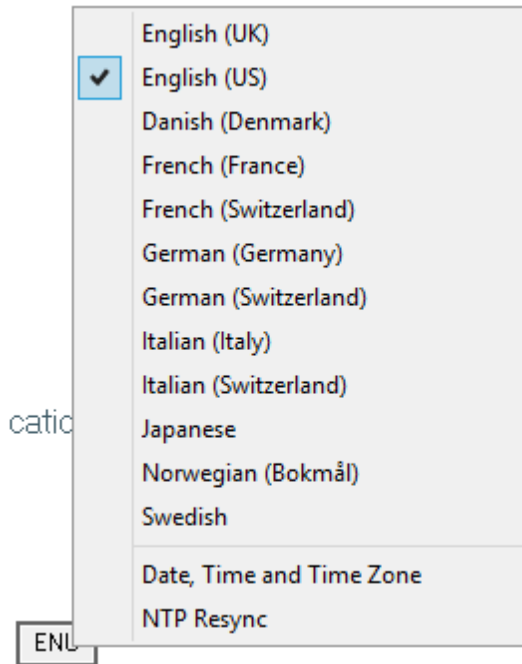 English (UK)
English (US)
Danish (Denmark)
French (France)
French (Switzerland)
German (Germany)
German (Switzerland)
Italian (Italy)
Italian (Switzerland)
Japanese
Norwegian (Bokmål)
Swedish
Date, Time and Time Zone
NTP Resync